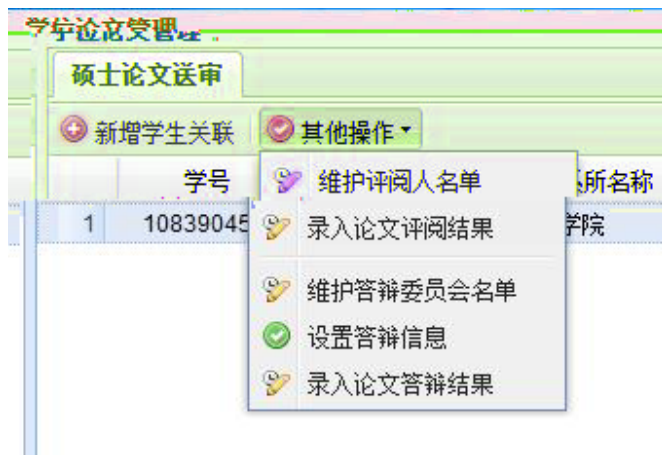 学位论文管理
硕士论文送审
新增学生关联 其他操作
学号 所名称
维护评阅人名单
1 10839045 学院
录入论文评阅结果
维护答辩委员会名单
设置答辩信息
录入论文答辩结果